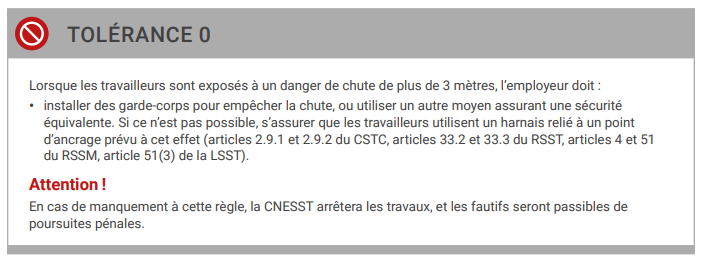 TOLÉRANCE 0
Lorsque les travailleurs sont exposés à un danger de chute de plus de 3 mètres, l’employeur doit :
• installer des garde-corps pour empêcher la chute, ou utiliser un autre moyen assurant une sécurité
équivalente. Si ce n’est pas possible, s’assurer que les travailleurs utilisent un harnais relié à un point
d’ancrage prévu à cet effet (articles 2.9.1 et 2.9.2 du CSTC, articles 33.2 et 33.3 du RSST, articles 4 et 51
du RSSM, article 51(3) de la LSST).
Attention !
En cas de manquement à cette règle, la CNESST arrêtera les travaux, et les fautifs seront passibles de
poursuites pénales.